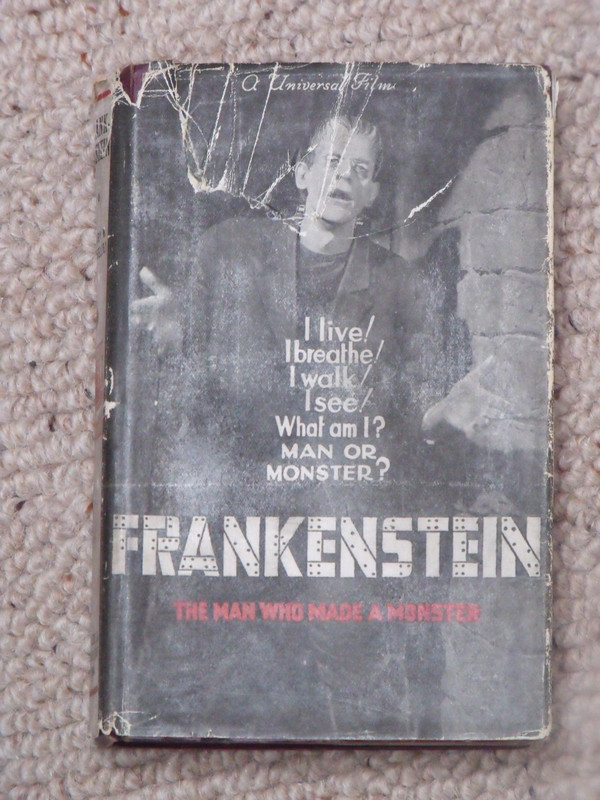 A Universal Film
I live!
I breathe!
I walk!
I see!
What am I?
MAN OR
MONSTER?
FRANKENSTEIN
THE MAN WHO MADE A MONSTER